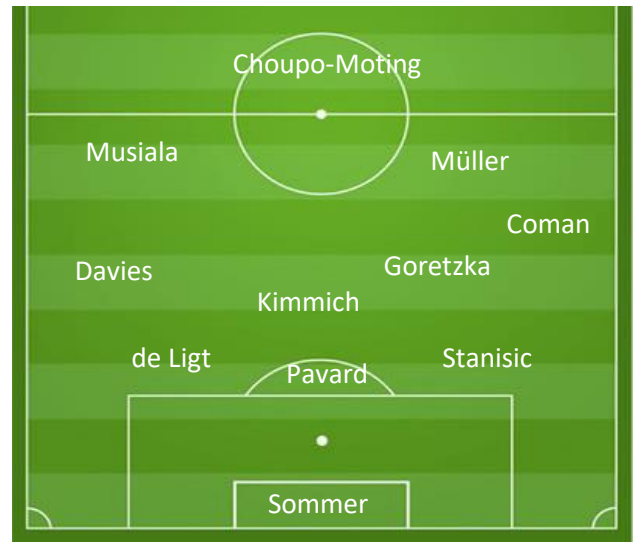 Choupo-Moting
Musiala
Müller
Coman
Davies
Goretzka
Kimmich
de Ligt
Pavard
Stanisic
Sommer